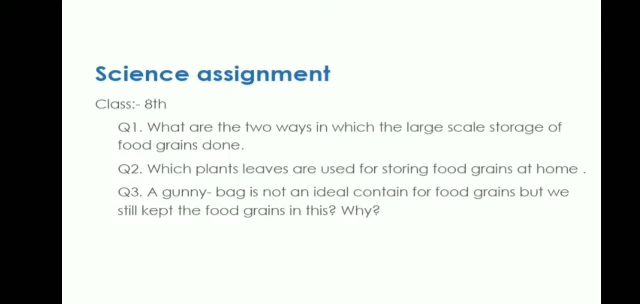 Science assignment
Class:- 8th
Q1. What are the two ways in which the large scale storage of
food grains done.
Q2. Which plants leaves are used for storing food grains at home .
Q3. A gunny- bag is not an ideal contain for food grains but we
still kept the food grains in this? Why?